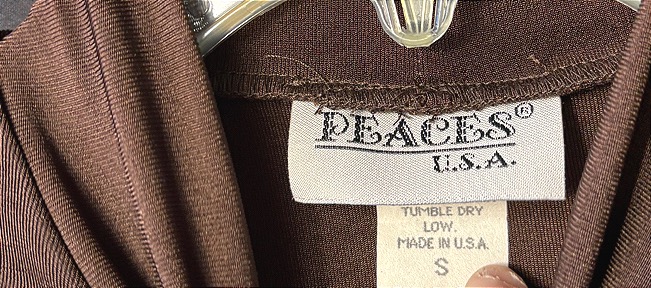 PEACES®
U.S.A.
TUMBLE DRY
LOW.
MADE IN U.S.A.
S